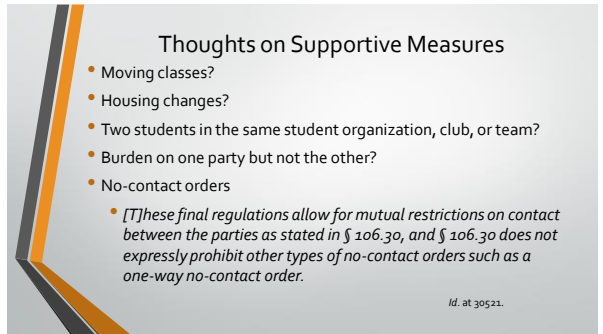 Thoughts on Supportive Measures
• Moving classes?
• Housing changes?
• Two students in the same student organization, club, or team?
• Burden on one party but not the other?
• No-contact orders
• [T]hese final regulations allow for mutual restrictions on contact
between the parties as stated in § 106.30, and § 106.30 does not
expressly prohibit other types of no-contact orders such as a
one-way no-contact order.
Id. at 30521.